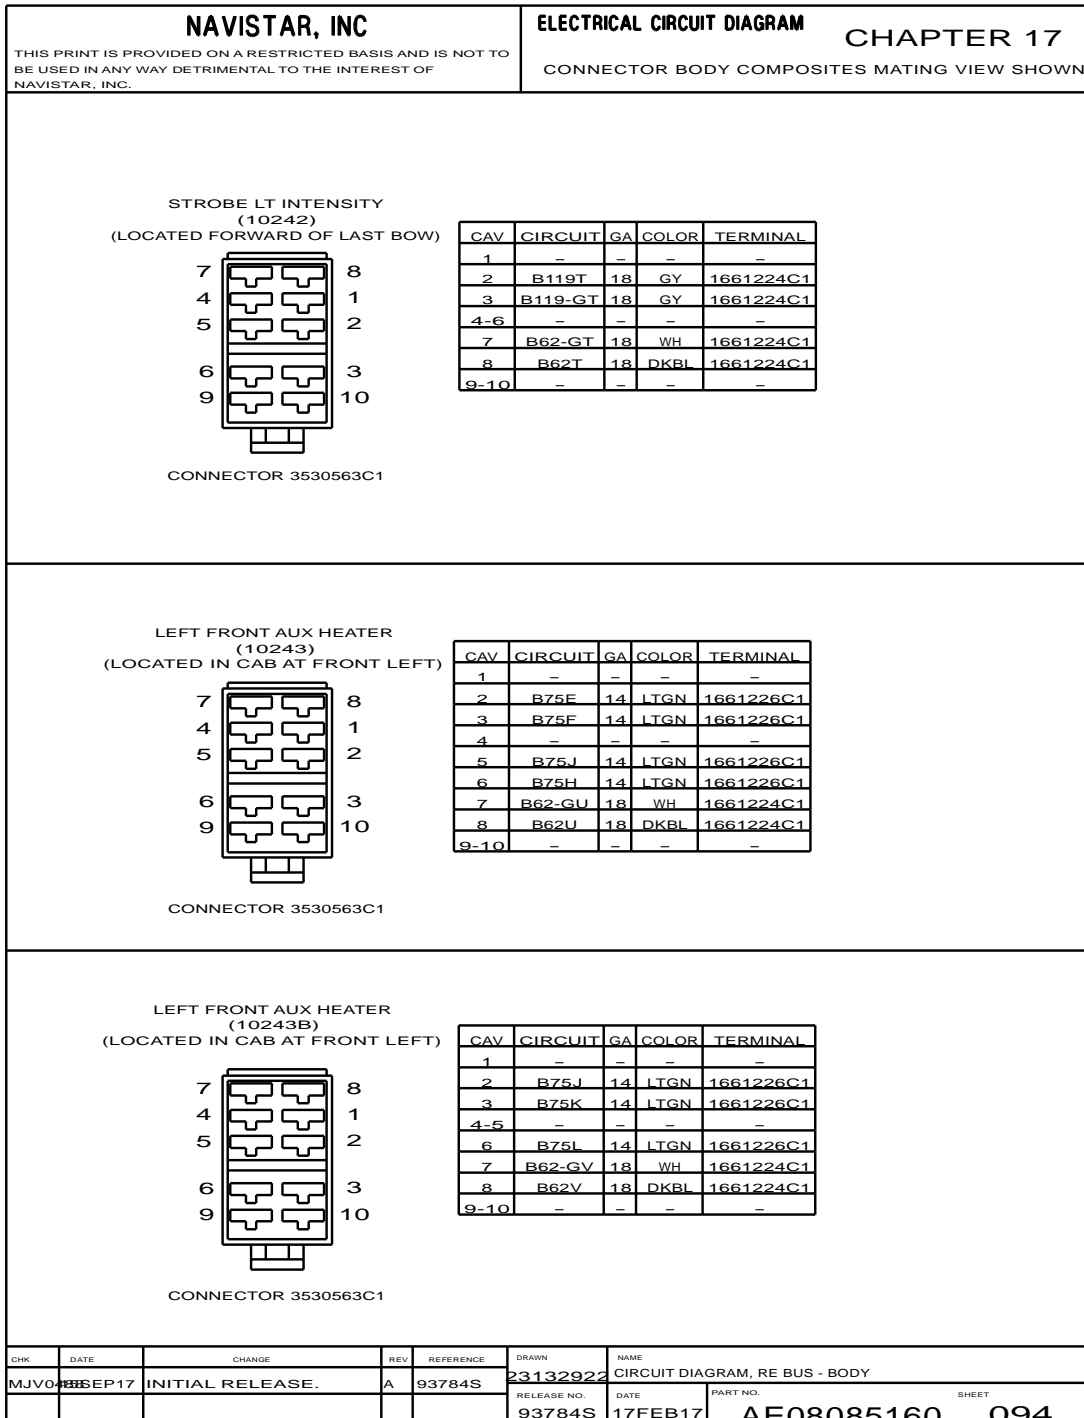 NAVISTAR, INC
THIS PRINT IS PROVIDED ON A RESTRICTED BASIS AND IS NOT TO
BE USED IN ANY WAY DETRIMENTAL TO THE INTEREST OF
NAVISTAR, INC.
ELECTRICAL CIRCUIT DIAGRAM
CHAPTER 17
CONNECTOR BODY COMPOSITES MATING VIEW SHOWN
STROBE LT INTENSITY
(10242)
(LOCATED FORWARD OF LAST BOW)
7 8
4 1
5 2
6 3
9 10
CONNECTOR 3530563C1
CAV CIRCUIT GA COLOR TERMINAL
1 – – – –
2 B119T 18 GY 1661224C1
3 B119-GT 18 GY 1661224C1
4-6 – – – –
7 B62-GT 18 WH 1661224C1
8 B62T 18 DKBL 1661224C1
9-10 – – – –
LEFT FRONT AUX HEATER
(10243)
(LOCATED IN CAB AT FRONT LEFT)
7 8
4 1
5 2
6 3
9 10
CONNECTOR 3530563C1
CAV CIRCUIT GA COLOR TERMINAL
1 – – – –
2 B75E 14 LTGN 1661226C1
3 B75F 14 LTGN 1661226C1
4 – – – –
5 B75J 14 LTGN 1661226C1
6 B75H 14 LTGN 1661226C1
7 B62-GU 18 WH 1661224C1
8 B62U 18 DKBL 1661224C1
9-10 – – – –
LEFT FRONT AUX HEATER
(10243B)
(LOCATED IN CAB AT FRONT LEFT)
7 8
4 1
5 2
6 3
9 10
CONNECTOR 3530563C1
CAV CIRCUIT GA COLOR TERMINAL
1 – – – –
2 B75J 14 LTGN 1661226C1
3 B75K 14 LTGN 1661226C1
4-5 – – – –
6 B75L 14 LTGN 1661226C1
7 B62-GV 18 WH 1661224C1
8 B62V 18 DKBL 1661224C1
9-10 – – – –
CHK DATE CHANGE REV REFERENCE
INITIAL RELEASE. A 93784S
DRAWN
23132922
NAME
CIRCUIT DIAGRAM, RE BUS - BODY
RELEASE NO. DATE PART NO. SHEET
93784S 17FEB17 AE08085160 094